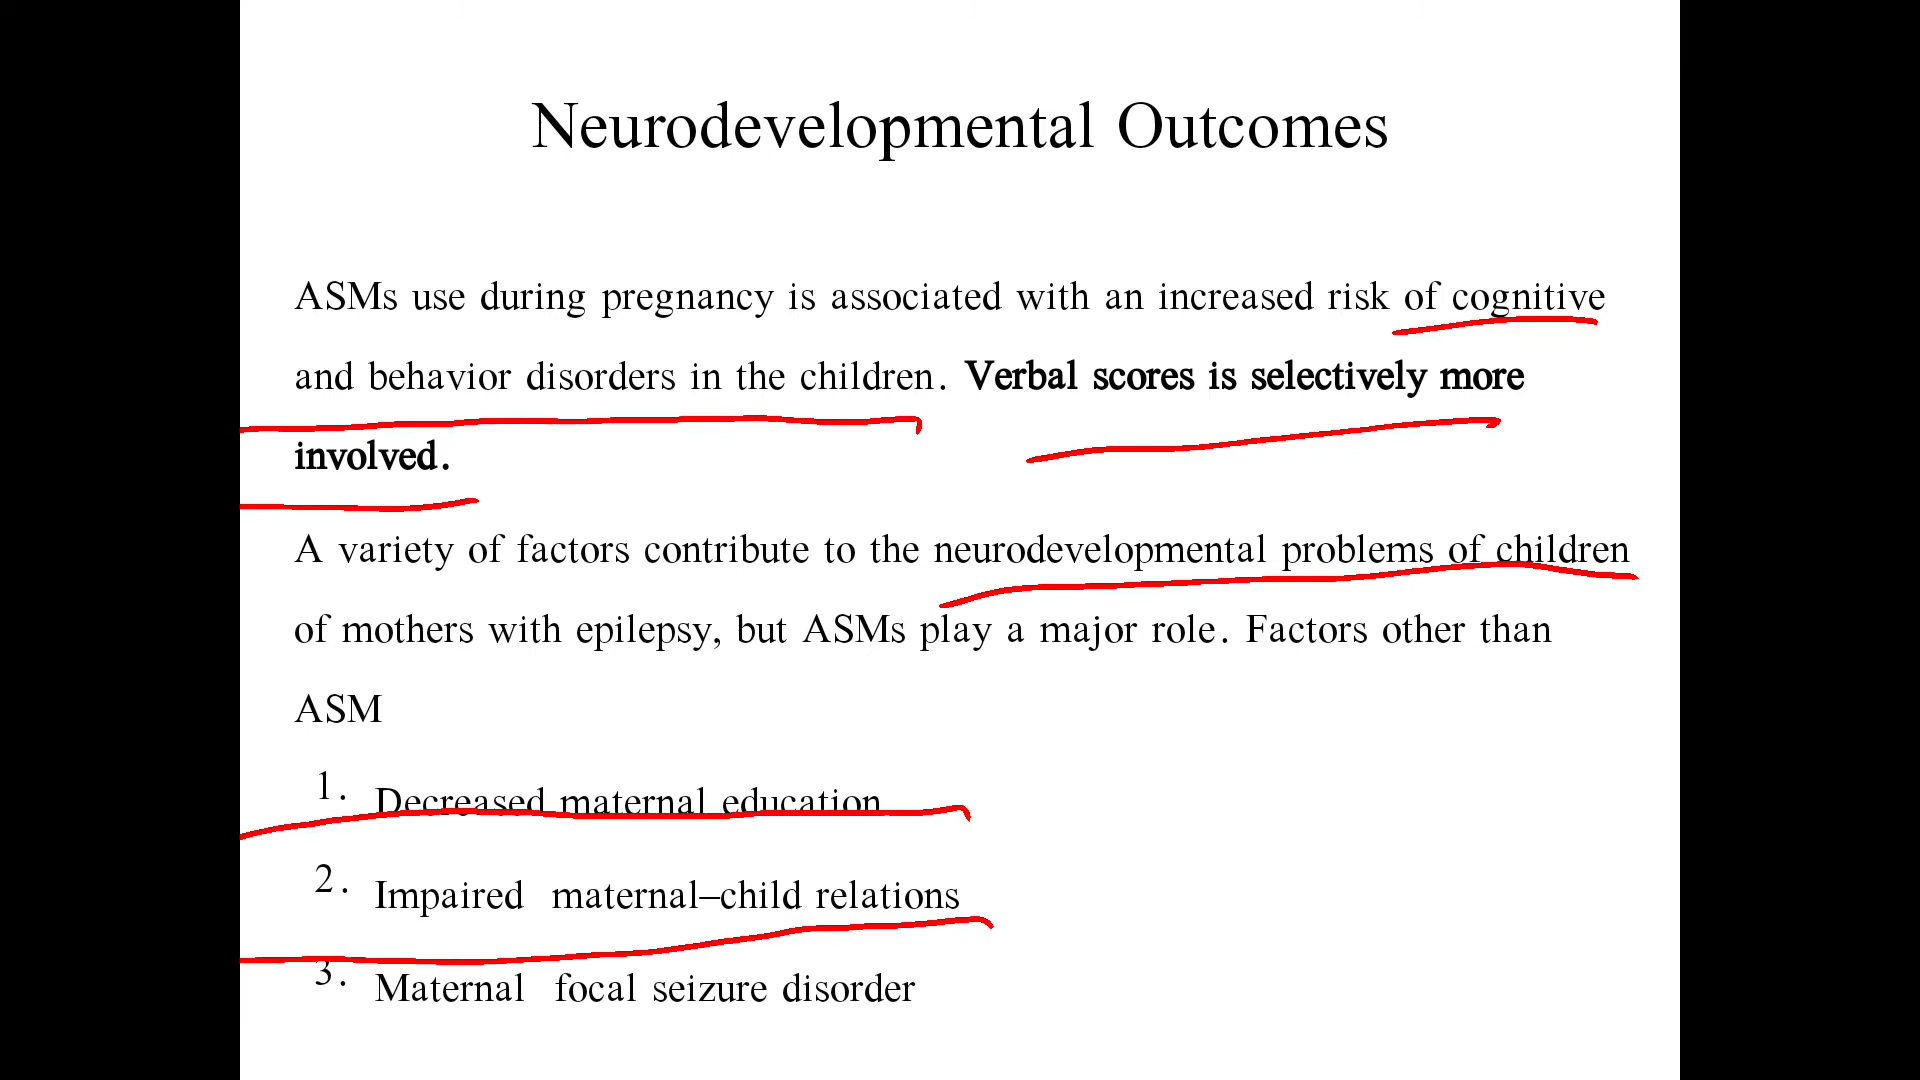 Neurodevelopmental Outcomes
ASMs use during pregnancy is associated with an increased risk of cognitive
and behavior disorders in the children. Verbal scores is selectively more
involved.
A variety of factors contribute to the neurodevelopmental problems of children
of mothers with epilepsy, but ASMs play a major role. Factors other than
ASM
1. Decreased maternal education
2. Impaired maternal–child relations
3. Maternal focal seizure disorder